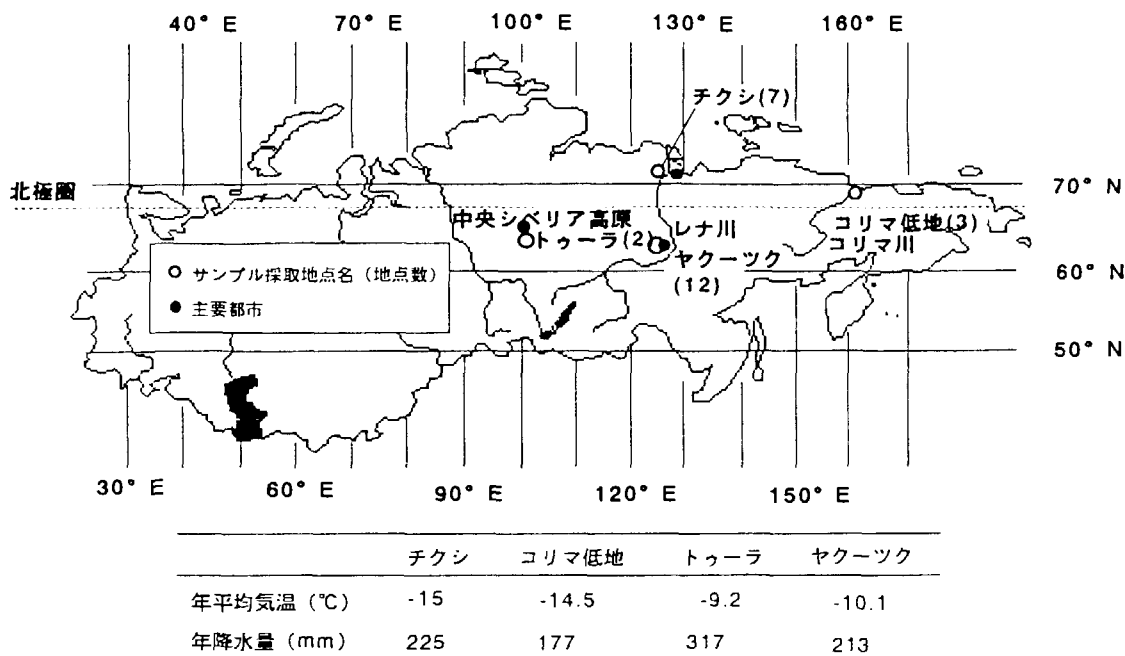 40° E 70° E 100° E 130° E 160° E
チクシ(7)
北極圏
70° N
中央シベリア高原
トゥーラ(2)
レナ川
コリマ低地(3)
コリマ川
ヤクーツク
(12)
60° N
サンプル採取地点名（地点数）
主要都市
50° N
30° E 60° E 90° E 120° E 150° E
チクシ コリマ低地 トゥーラ ヤクーツク
年平均気温（℃） -15 -14.5 -9.2 -10.1
年降水量（mm） 225 177 317 213